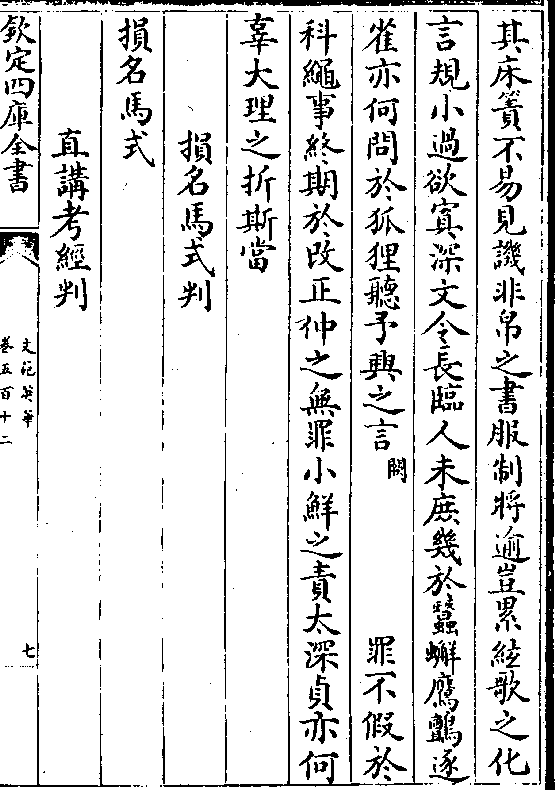 其床簀不易見譏非帛之書服制將逾豈累絃歌之化
言規小過欲寘深文令長臨人未庶幾於蠶蠏鷹鸇逐
雀亦何問於狐狸聽予興之言闕罪不假於
科繩事終期於改正仲之無罪小鮮之責太深貞亦何
辜大理之折斯當
損名馬式判
損名馬式
直講考經判
欽定四庫全書
文苑英華
卷五百十二
七